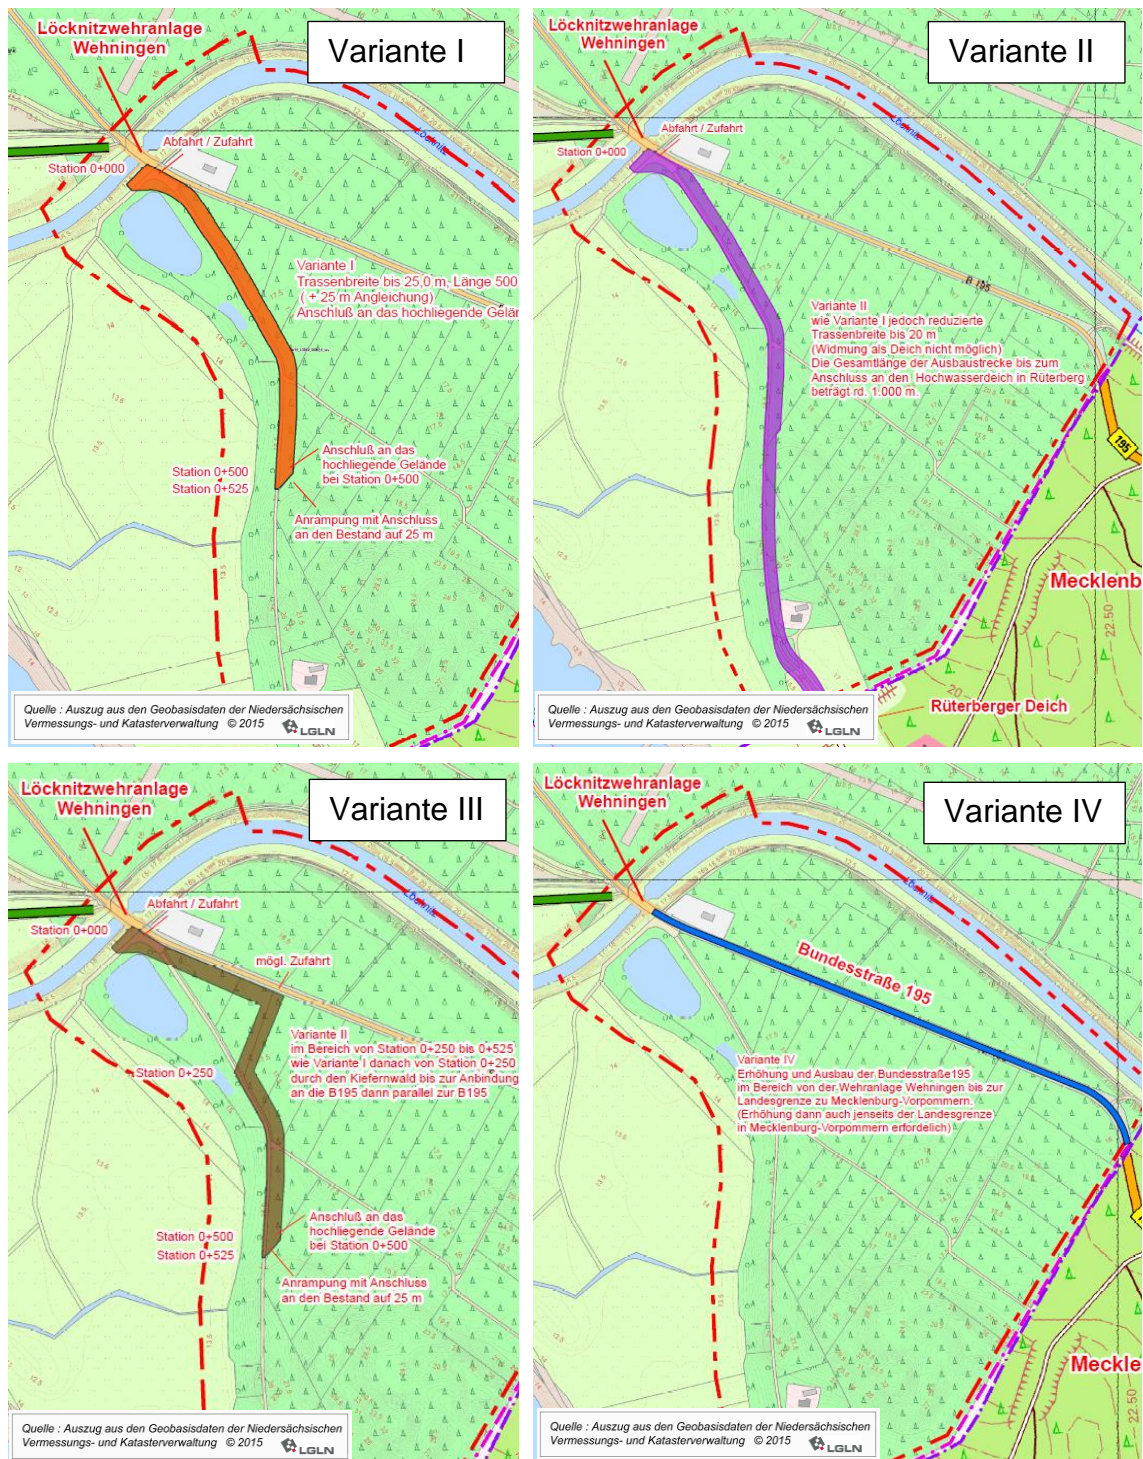 Variante I
Löcknitzwehranlage
Wehningen
Abfahrt / Zufahrt
Station 0+000
Löcknitz
Variante I
Trassenbreite bis 25,0 m, Länge 500
( + 25 m Angleichung)
Anschluß an das hochliegende Gelän
Station 0+500
Station 0+525
Anschluß an das
hochliegende Gelände
bei Station 0+500
Anrampung mit Anschluss
an den Bestand auf 25 m
Quelle : Auszug aus den Geobasisdaten der Niedersächsischen
Vermessungs- und Katasterverwaltung © 2015
LGLN
Variante II
Löcknitzwehranlage
Wehningen
Abfahrt / Zufahrt
Station 0+000
Löcknitz
B 195
Variante II
wie Variante I jedoch reduzierte
Trassenbreite bis 20 m
(Widmung als Deich nicht möglich)
Die Gesamtlänge der Ausbaustrecke bis zum
Anschluss an den Hochwasserdeich in Rüterberg
beträgt rd. 1.000 m.
195
Mecklenb
22.50
20
Rüterberger Deich
Quelle : Auszug aus den Geobasisdaten der Niedersächsischen
Vermessungs- und Katasterverwaltung © 2015
LGLN
Variante III
Löcknitzwehranlage
Wehningen
Abfahrt / Zufahrt
Station 0+000
Löcknitz
mögl. Zufahrt
Variante II
im Bereich von Station 0+250 bis 0+525
wie Variante I danach von Station 0+250
durch den Kiefernwald bis zur Anbindung
an die B195 dann parallel zur B195
Station 0+250
Station 0+500
Station 0+525
Anschluß an das
hochliegende Gelände
bei Station 0+500
Anrampung mit Anschluss
an den Bestand auf 25 m
Quelle : Auszug aus den Geobasisdaten der Niedersächsischen
Vermessungs- und Katasterverwaltung © 2015
LGLN
Variante IV
Löcknitzwehranlage
Wehningen
Löcknitz
Bundesstraße 195
Variante IV
Erhöhung und Ausbau der Bundesstraße195
im Bereich von der Wehranlage Wehningen bis zur
Landesgrenze zu Mecklenburg-Vorpommern.
(Erhöhung dann auch jenseits der Landesgrenze
in Mecklenburg-Vorpommern erfordelich)
Meckle
22.50
Quelle : Auszug aus den Geobasisdaten der Niedersächsischen
Vermessungs- und Katasterverwaltung © 2015
LGLN